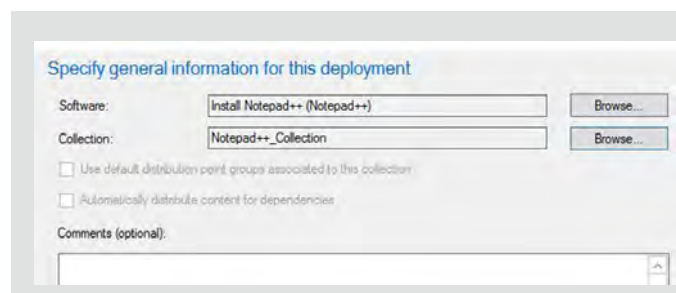 Specify general information for this deployment
Software: Install Notepad++ (Notepad++) Browse...
Collection: Notepad++_Collection Browse...
Use default distribution point groups associated to this collection
Automatically distribute content for dependencies
Comments (optional):